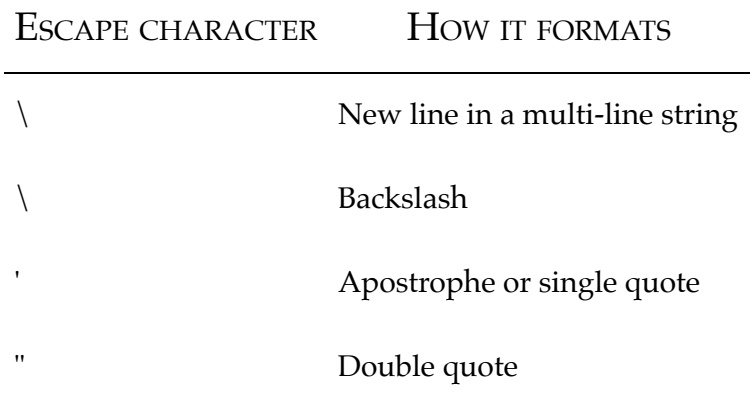 ESCAPE CHARACTER HOW IT FORMATS
\ New line in a multi-line string
\ Backslash
' Apostrophe or single quote
" Double quote